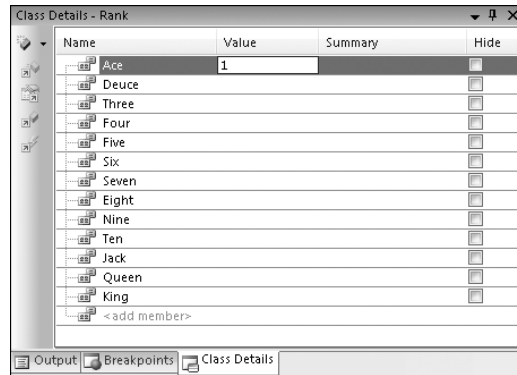 Class Details - Rank
Name Value Summary Hide
Ace 1
Deuce
Three
Four
Five
Six
Seven
Eight
Nine
Ten
Jack
Queen
King
<add member>
Output Breakpoints Class Details